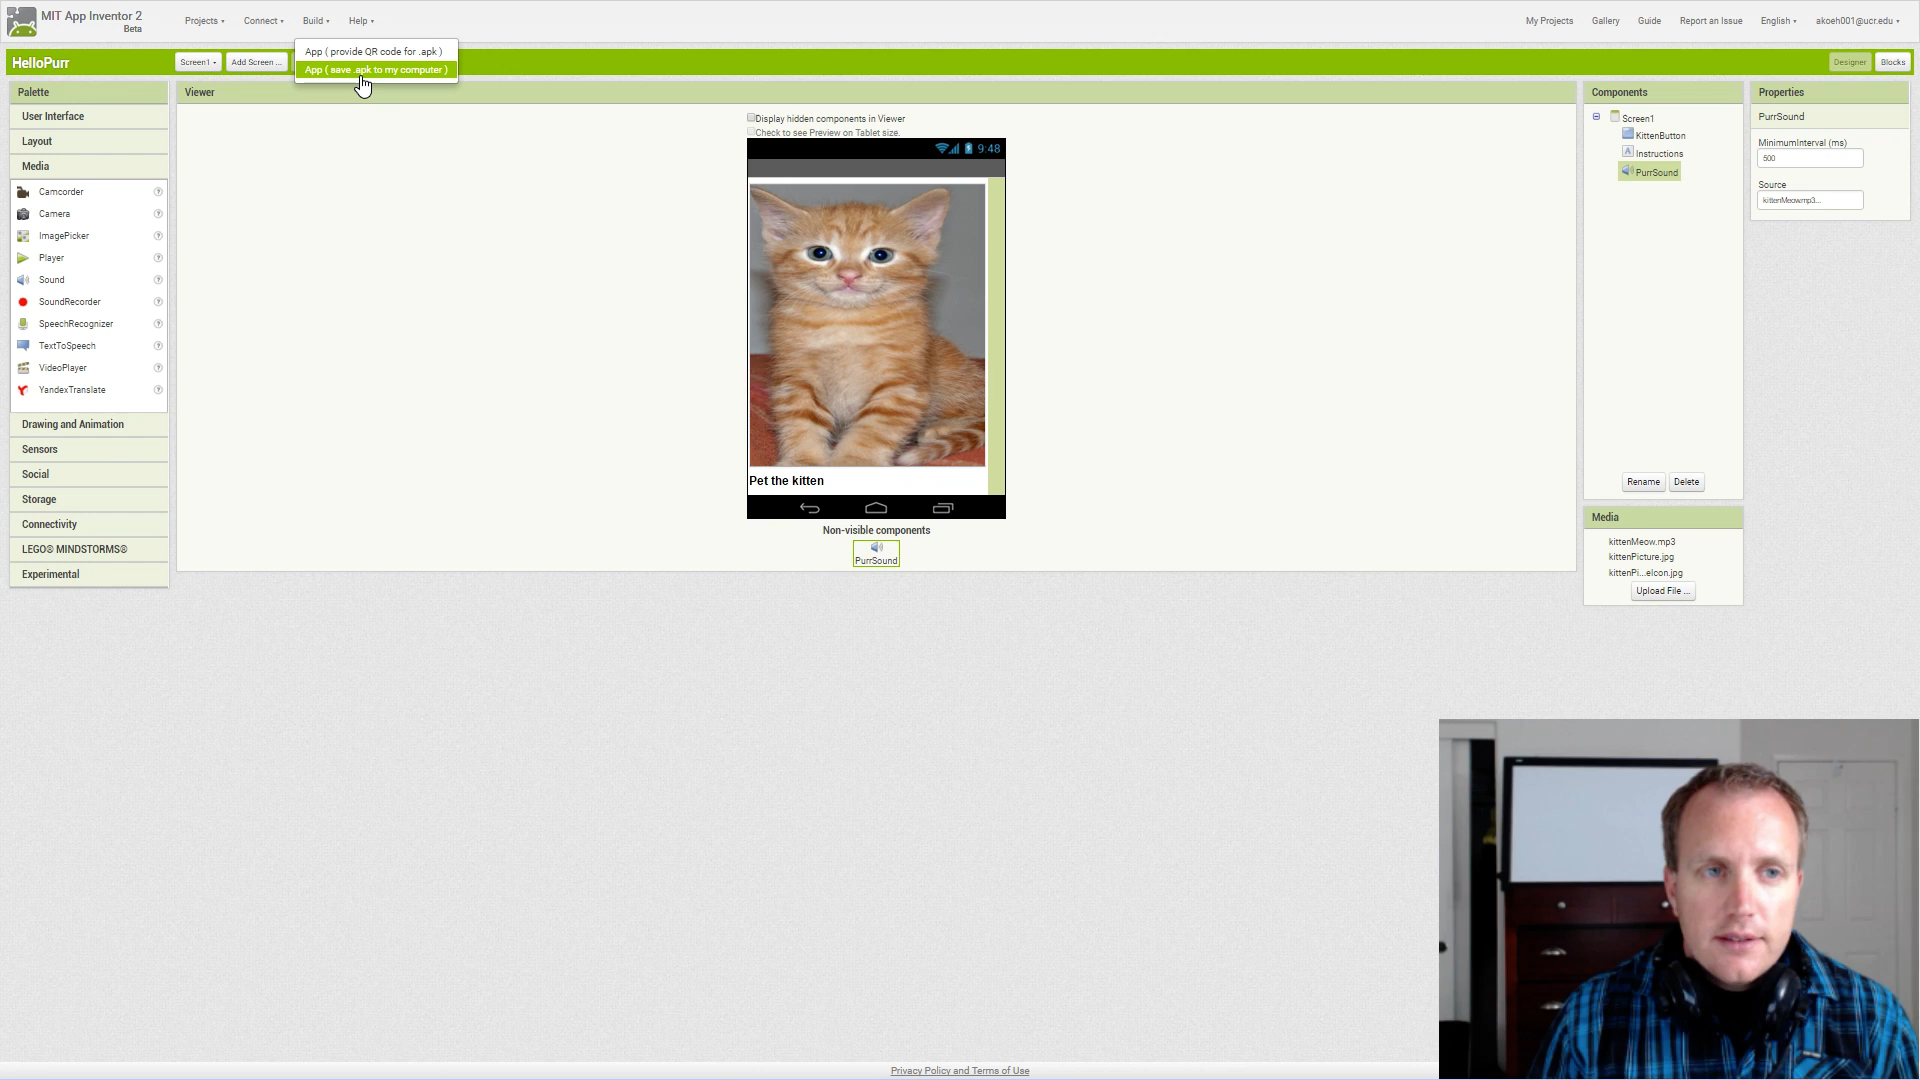 MIT App Inventor 2
Beta
Projects
Connect
Build
Help
My Projects
Gallery
Guide
Report an Issue
English
akoeh001@ucr.edu
App ( provide QR code for .apk )
App ( save .apk to my computer )
HelloPurr
Screen1
Add Screen ...
Designer
Blocks
Palette
User Interface
Layout
Media
Camcorder
Camera
ImagePicker
Player
Sound
SoundRecorder
SpeechRecognizer
TextToSpeech
VideoPlayer
YandexTranslate
Drawing and Animation
Sensors
Social
Storage
Connectivity
LEGO® MINDSTORMS®
Experimental
Viewer
Display hidden components in Viewer
Check to see Preview on Tablet size.
9:48
Pet the kitten
Non-visible components
PurrSound
Components
Screen1
KittenButton
A Instructions
PurrSound
Rename
Delete
Media
kittenMeow.mp3
kittenPicture.jpg
kittenPi...eIcon.jpg
Upload File ...
Properties
PurrSound
MinimumInterval (ms)
500
Source
kittenMeow.mp3...
Privacy Policy and Terms of Use